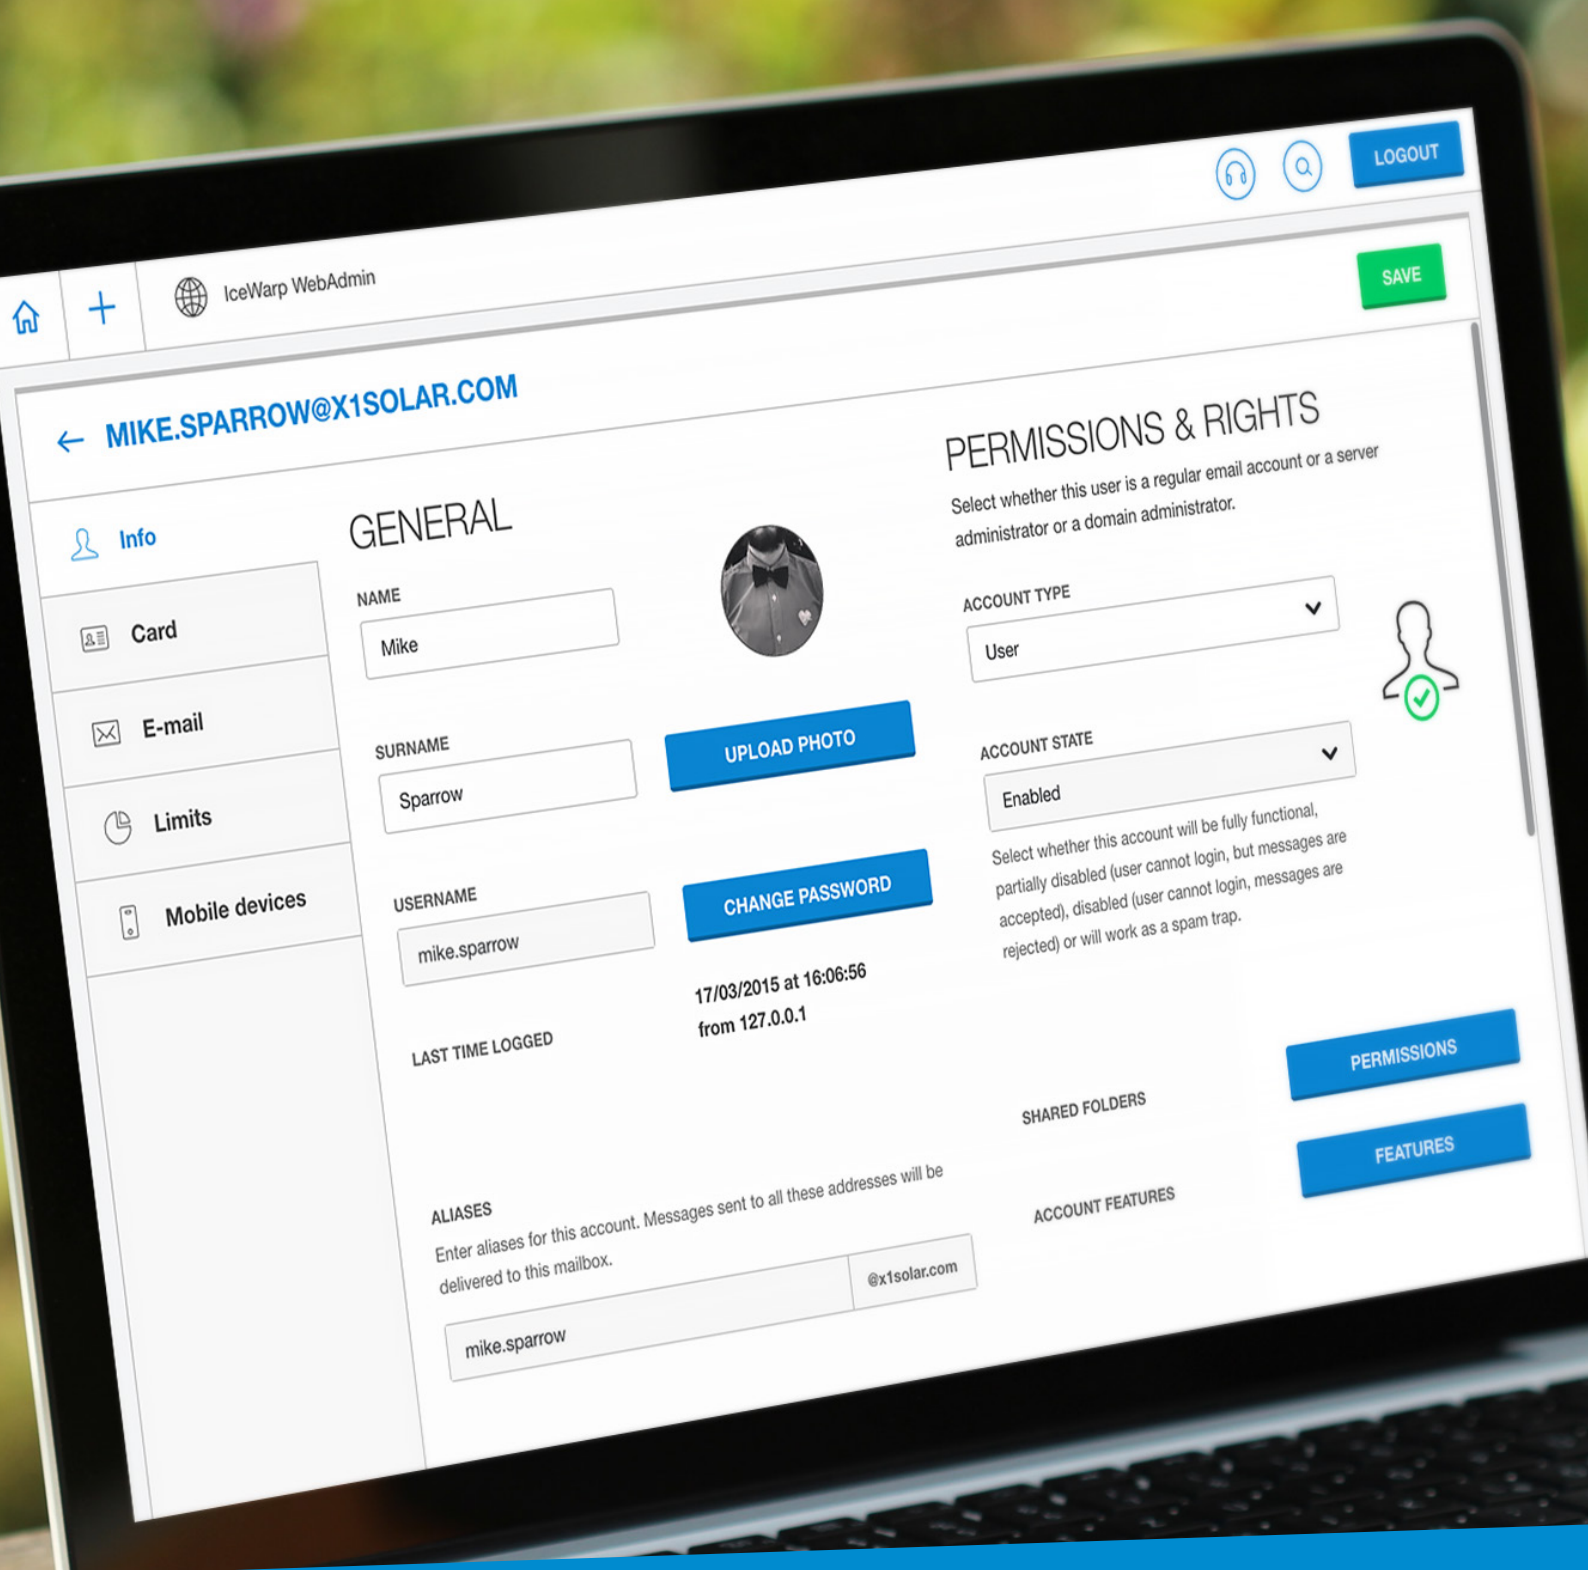 LOGOUT
IceWarp WebAdmin
SAVE
MIKE.SPARROW@X1SOLAR.COM
Info
Card
E-mail
Limits
Mobile devices
GENERAL
NAME
Mike
SURNAME
Sparrow
UPLOAD PHOTO
USERNAME
mike.sparrow
CHANGE PASSWORD
LAST TIME LOGGED
17/03/2015 at 16:06:56
from 127.0.0.1
ALIASES
Enter aliases for this account. Messages sent to all these addresses will be
delivered to this mailbox.
mike.sparrow
@x1solar.com
PERMISSIONS & RIGHTS
Select whether this user is a regular email account or a server
administrator or a domain administrator.
ACCOUNT TYPE
User
ACCOUNT STATE
Enabled
Select whether this account will be fully functional,
partially disabled (user cannot login, but messages are
accepted), disabled (user cannot login, messages are
rejected) or will work as a spam trap.
SHARED FOLDERS
PERMISSIONS
ACCOUNT FEATURES
FEATURES